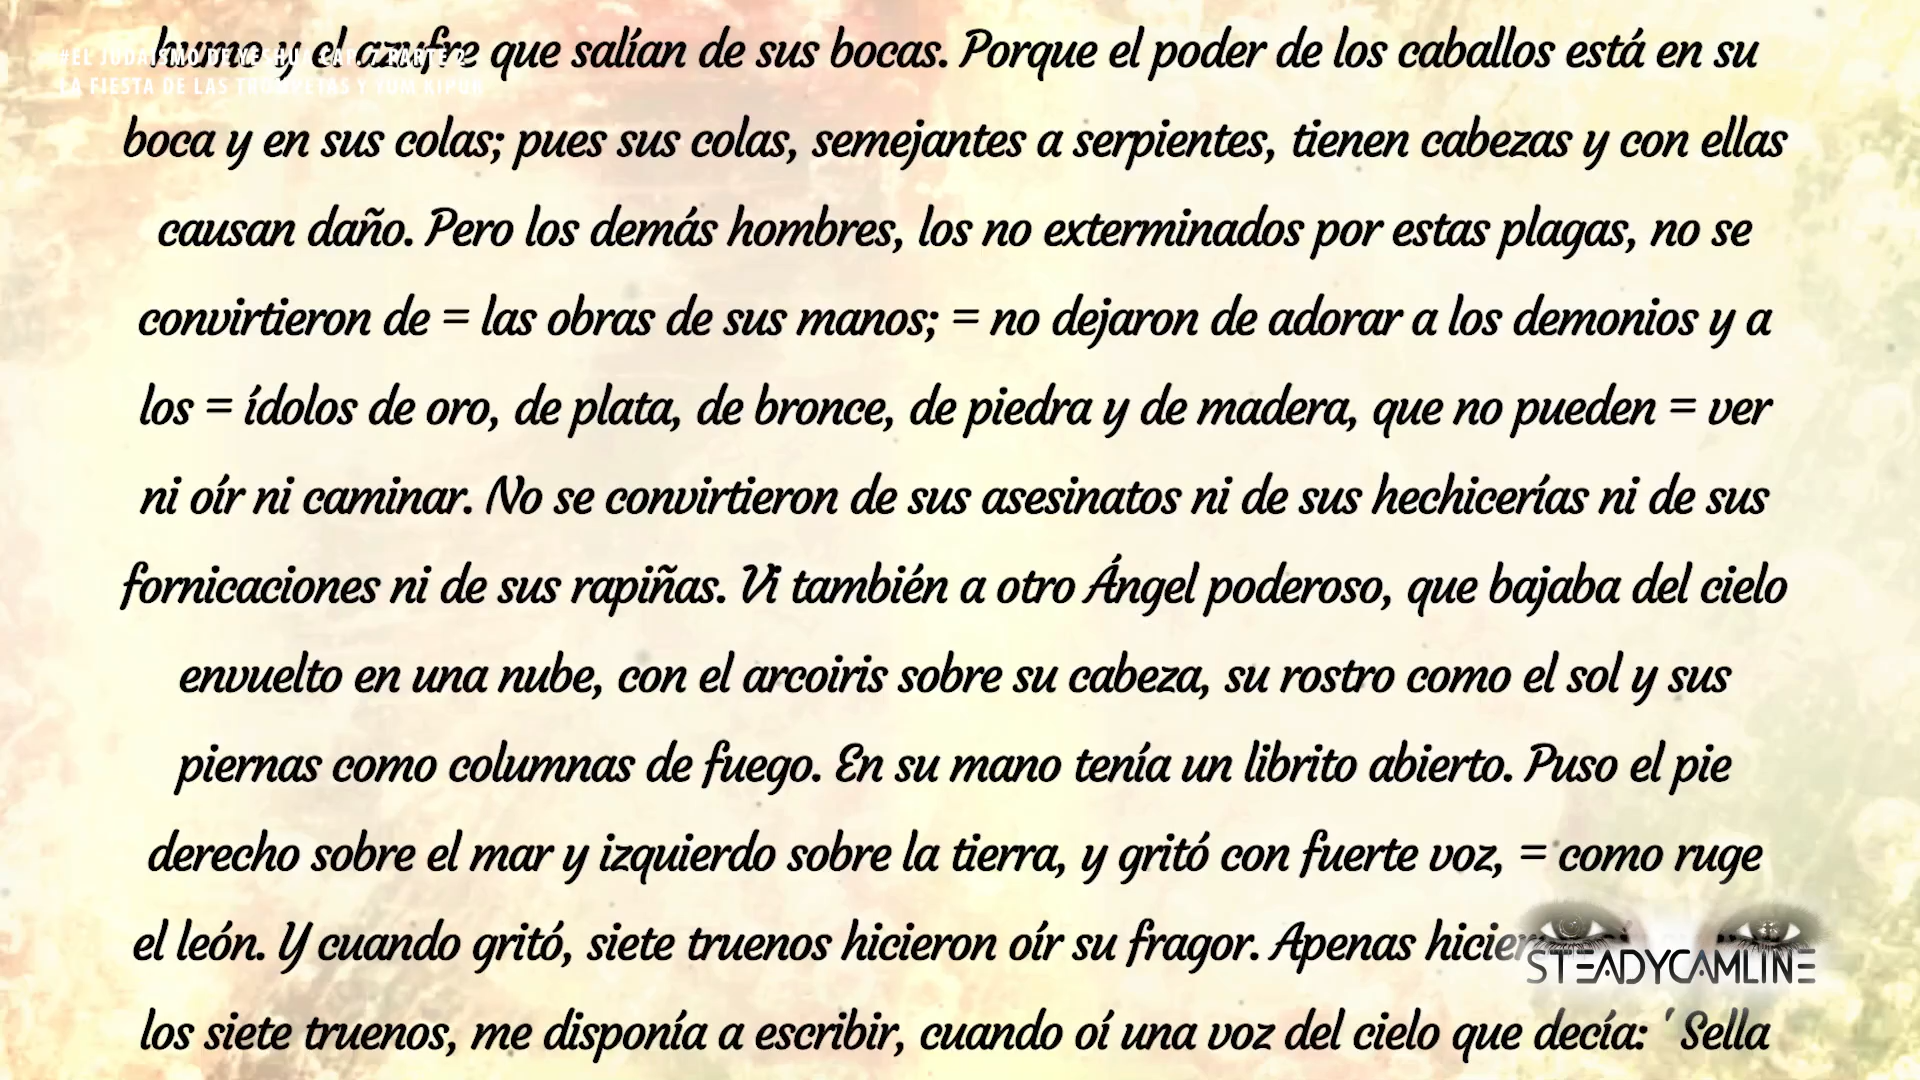 humo y el azufre que salían de sus bocas. Porque el poder de los caballos está en su
#EL JUDAISMO DE YESHUA CAP. 7 PARTE 2
LA FIESTA DE LAS TROMPETAS Y YOM KIPUR
boca y en sus colas; pues sus colas, semejantes a serpientes, tienen cabezas y con ellas
causan daño. Pero los demás hombres, los no exterminados por estas plagas, no se
convirtieron de = las obras de sus manos; = no dejaron de adorar a los demonios y a
los = ídolos de oro, de plata, de bronce, de piedra y de madera, que no pueden = ver
ni oír ni caminar. No se convirtieron de sus asesinatos ni de sus hechicerías ni de sus
fornicaciones ni de sus rapiñas. Vi también a otro Ángel poderoso, que bajaba del cielo
envuelto en una nube, con el arcoiris sobre su cabeza, su rostro como el sol y sus
piernas como columnas de fuego. En su mano tenía un librito abierto. Puso el pie
derecho sobre el mar y izquierdo sobre la tierra, y gritó con fuerte voz, = como ruge
el león. Y cuando gritó, siete truenos hicieron oír su fragor. Apenas
STEADYCAMLINE
los siete truenos, me disponía a escribir, cuando oí una voz del cielo que decía: ' Sella